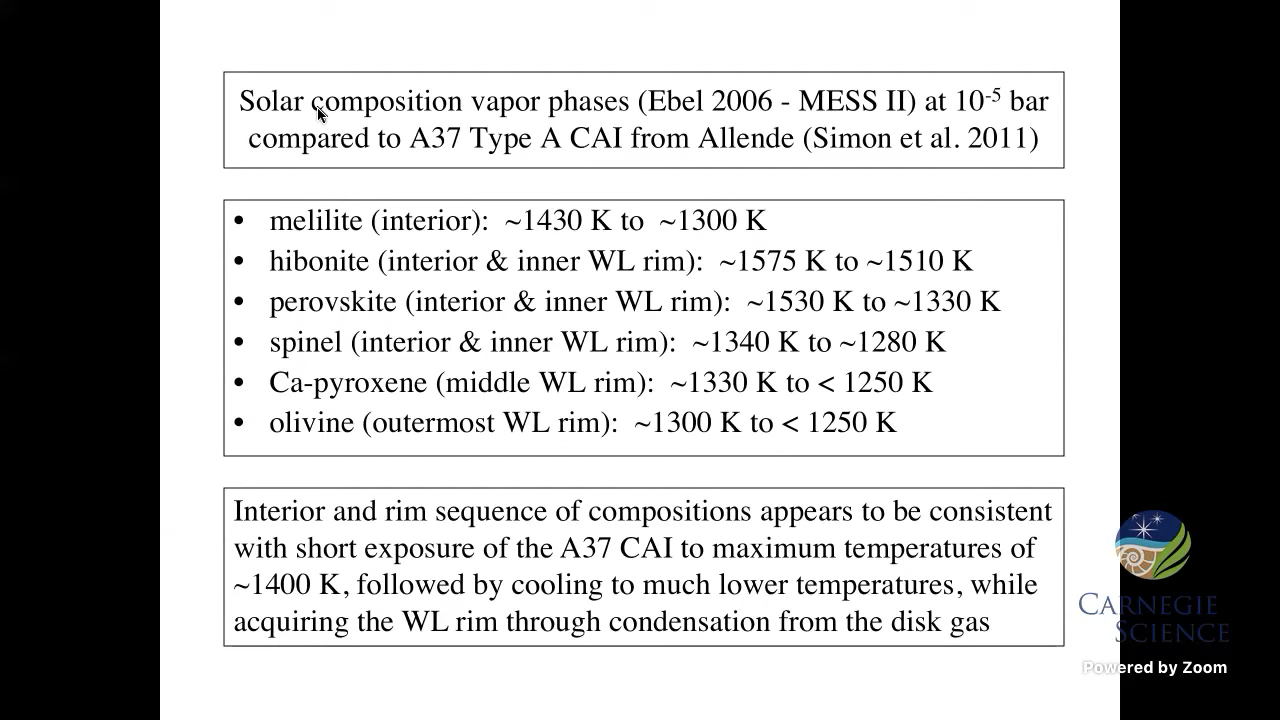 Solar composition vapor phases (Ebel 2006 - MESS II) at 10⁻⁵ bar
compared to A37 Type A CAI from Allende (Simon et al. 2011)
• melilite (interior): ~1430 K to ~1300 K
• hibonite (interior & inner WL rim): ~1575 K to ~1510 K
• perovskite (interior & inner WL rim): ~1530 K to ~1330 K
• spinel (interior & inner WL rim): ~1340 K to ~1280 K
• Ca-pyroxene (middle WL rim): ~1330 K to < 1250 K
• olivine (outermost WL rim): ~1300 K to < 1250 K
Interior and rim sequence of compositions appears to be consistent
with short exposure of the A37 CAI to maximum temperatures of
~1400 K, followed by cooling to much lower temperatures, while
acquiring the WL rim through condensation from the disk gas
CARNEGIE
SCIENCE
Powered by Zoom